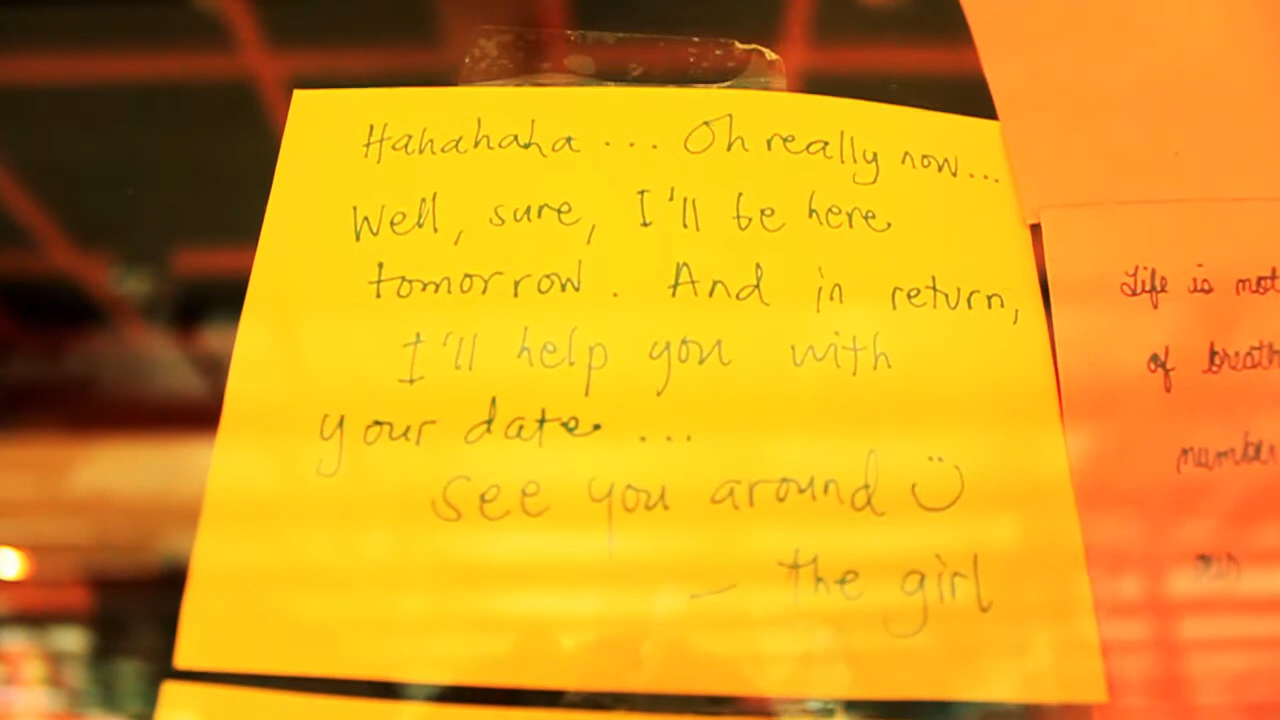 Hahahaha... Oh really now...
Well, sure, I'll be here
tomorrow. And in return,
I'll help you with
your date...
see you around
— the girl
Life is not
of breath
number